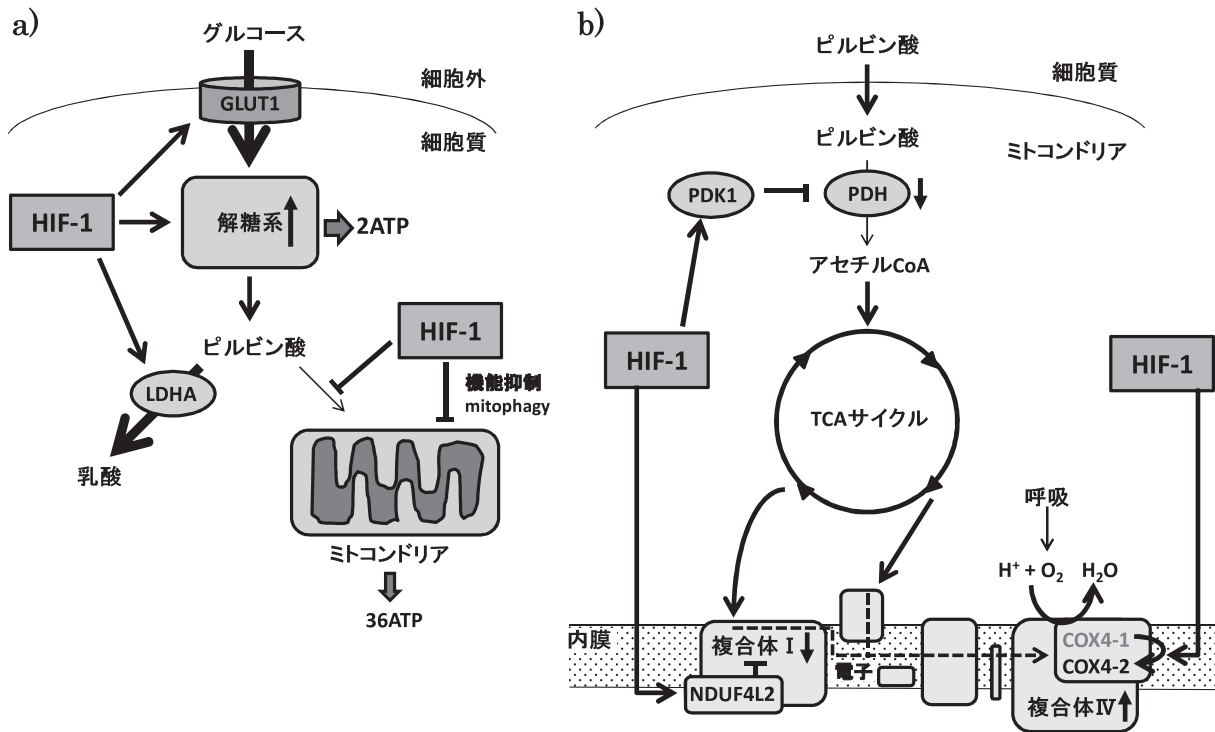 a)
グルコース
細胞外
GLUT1
細胞質
HIF-1
解糖系
2ATP
ピルビン酸
HIF-1
機能抑制
mitophagy
LDHA
乳酸
ミトコンドリア
36ATP
b)
ピルビン酸
細胞質
ピルビン酸
ミトコンドリア
PDK1
PDH
アセチルCoA
HIF-1
HIF-1
TCAサイクル
呼吸
H⁺ + O₂
H₂O
内膜
複合体 I
電子
NDUF4L2
COX4-1
COX4-2
複合体Ⅳ